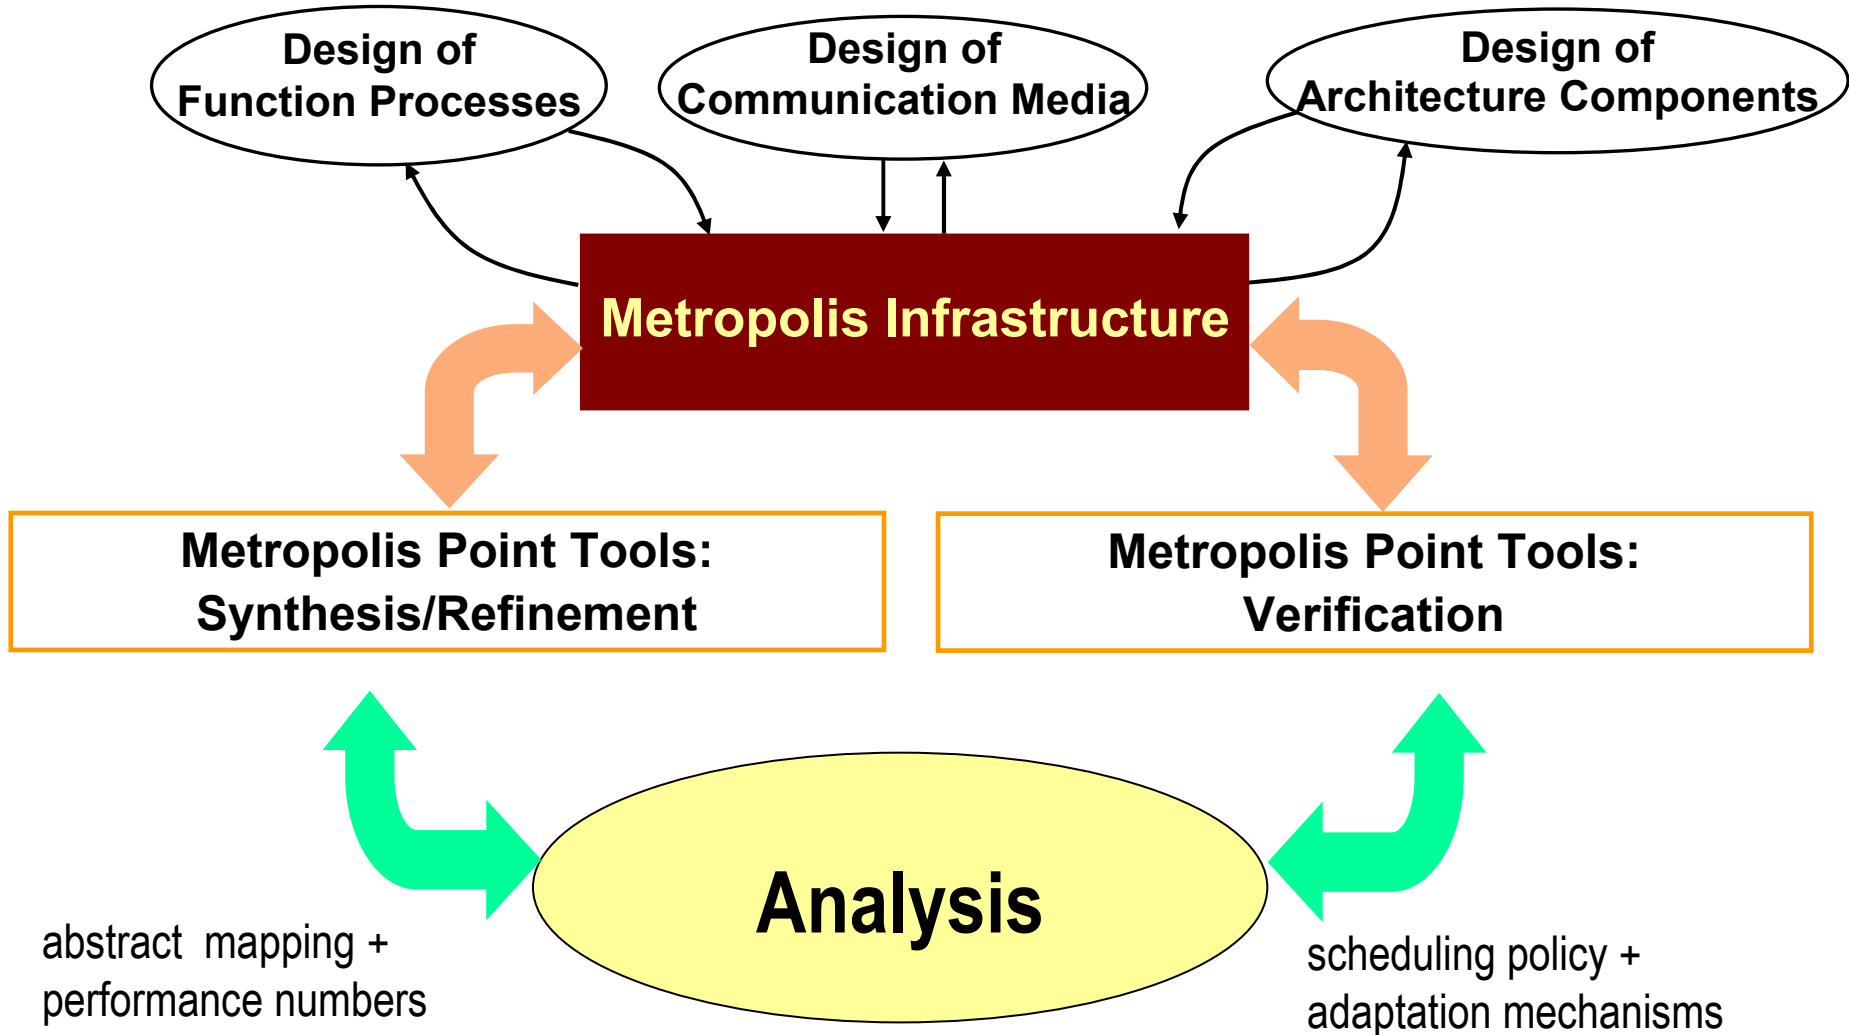 Design of
Function Processes
Design of
Communication Media
Design of
Architecture Components
Metropolis Infrastructure
Metropolis Point Tools:
Synthesis/Refinement
Metropolis Point Tools:
Verification
Analysis
abstract mapping +
performance numbers
scheduling policy +
adaptation mechanisms